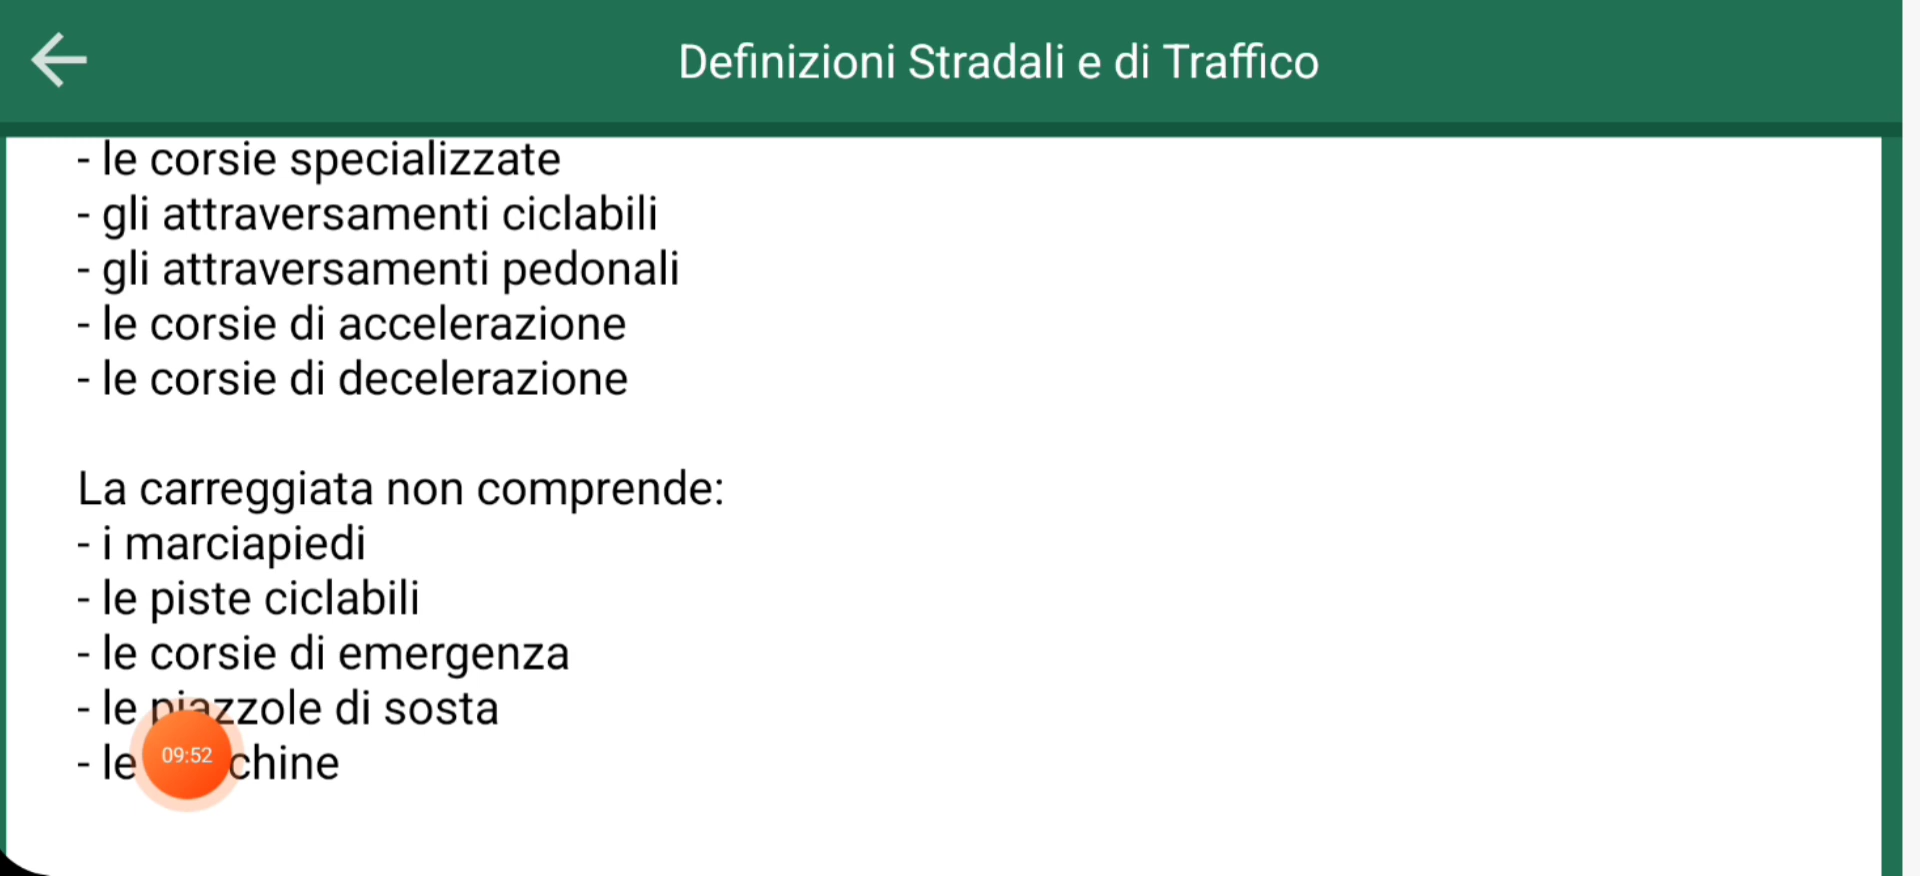 Definizioni Stradali e di Traffico
- le corsie specializzate
- gli attraversamenti ciclabili
- gli attraversamenti pedonali
- le corsie di accelerazione
- le corsie di decelerazione
La carreggiata non comprende:
- i marciapiedi
- le piste ciclabili
- le corsie di emergenza
- le piazzole di sosta
- le
09:52